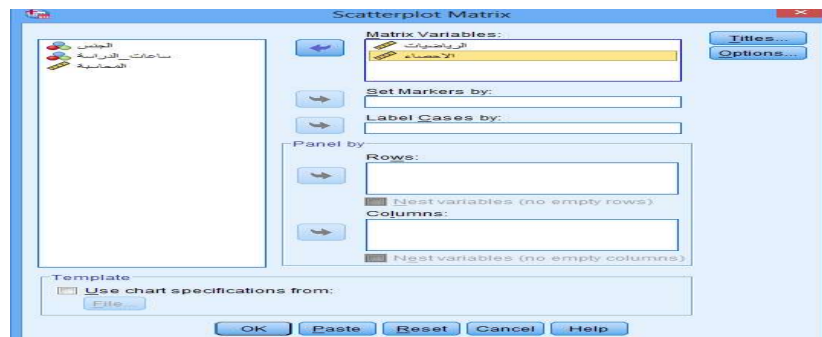 Scatterplot Matrix
الجنس
ساعات_الدراسة
المحاسبة
Matrix Variables:
الرياضيات
الاحصاء
Titles...
Options...
Set Markers by:
Label Cases by:
Panel by
Rows:
Nest variables (no empty rows)
Columns:
Nest variables (no empty columns)
Template
Use chart specifications from:
File...
OK Paste Reset Cancel Help